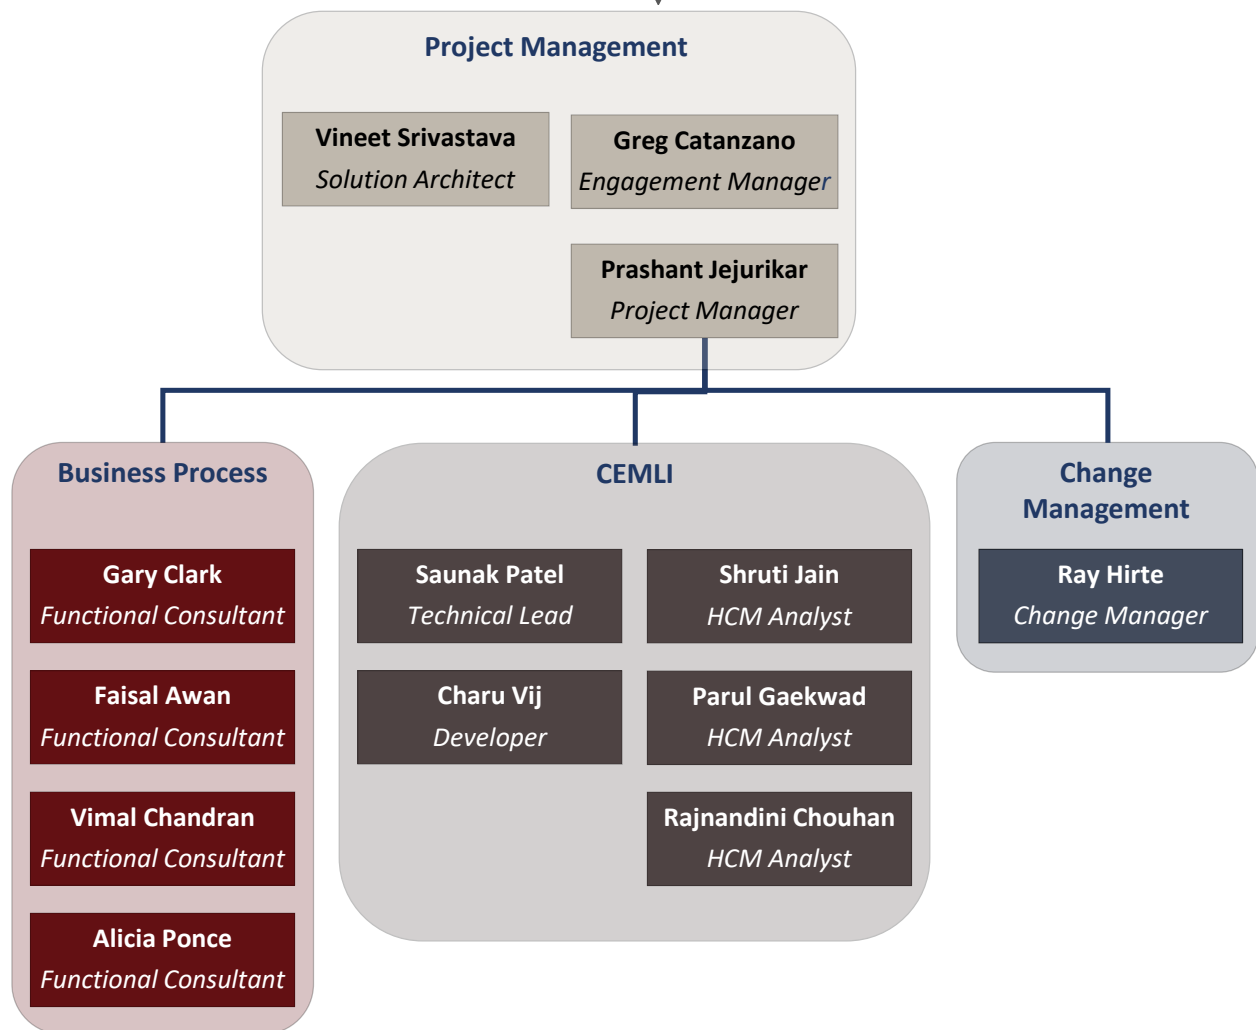 Project Management
Vineet Srivastava
Solution Architect
Greg Catanzano
Engagement Manager
Prashant Jejurikar
Project Manager
Business Process
Gary Clark
Functional Consultant
Faisal Awan
Functional Consultant
Vimal Chandran
Functional Consultant
Alicia Ponce
Functional Consultant
CEMLI
Saunak Patel
Technical Lead
Charu Vij
Developer
Shruti Jain
HCM Analyst
Parul Gaekwad
HCM Analyst
Rajnandini Chouhan
HCM Analyst
Change
Management
Ray Hirte
Change Manager